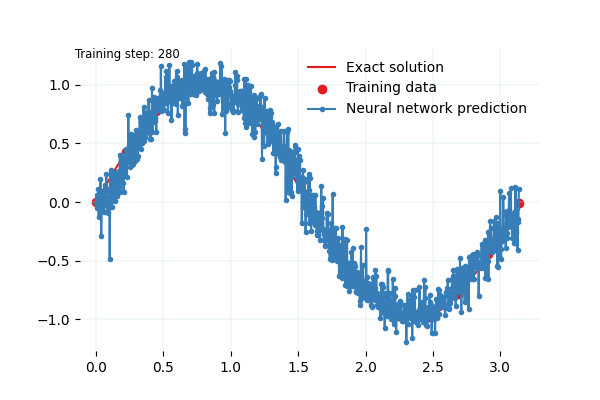 Training step: 280
Exact solution
Training data
Neural network prediction
1.0
0.5
0.0
−0.5
−1.0
0.0 0.5 1.0 1.5 2.0 2.5 3.0